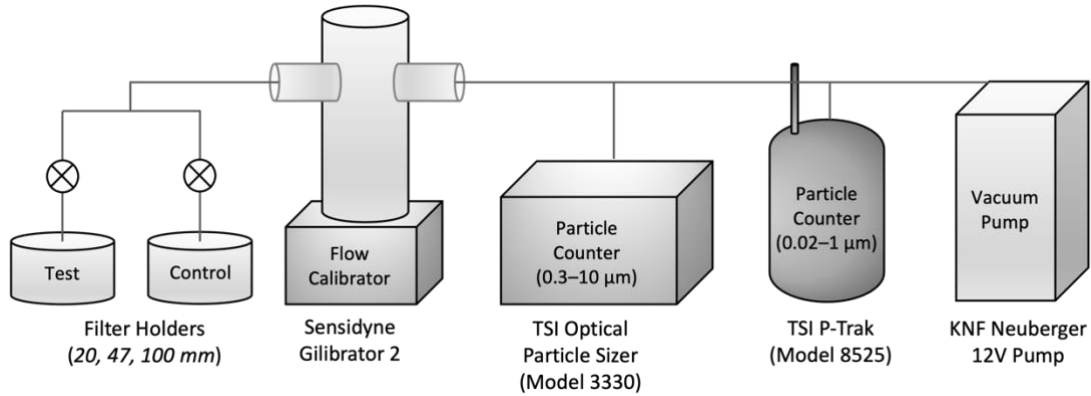 Test
Control
Filter Holders
(20, 47, 100 mm)
Flow
Calibrator
Sensidyne
Gilibrator 2
Particle
Counter
(0.3–10 µm)
TSI Optical
Particle Sizer
(Model 3330)
Particle
Counter
(0.02–1 µm)
TSI P-Trak
(Model 8525)
Vacuum
Pump
KNF Neuberger
12V Pump